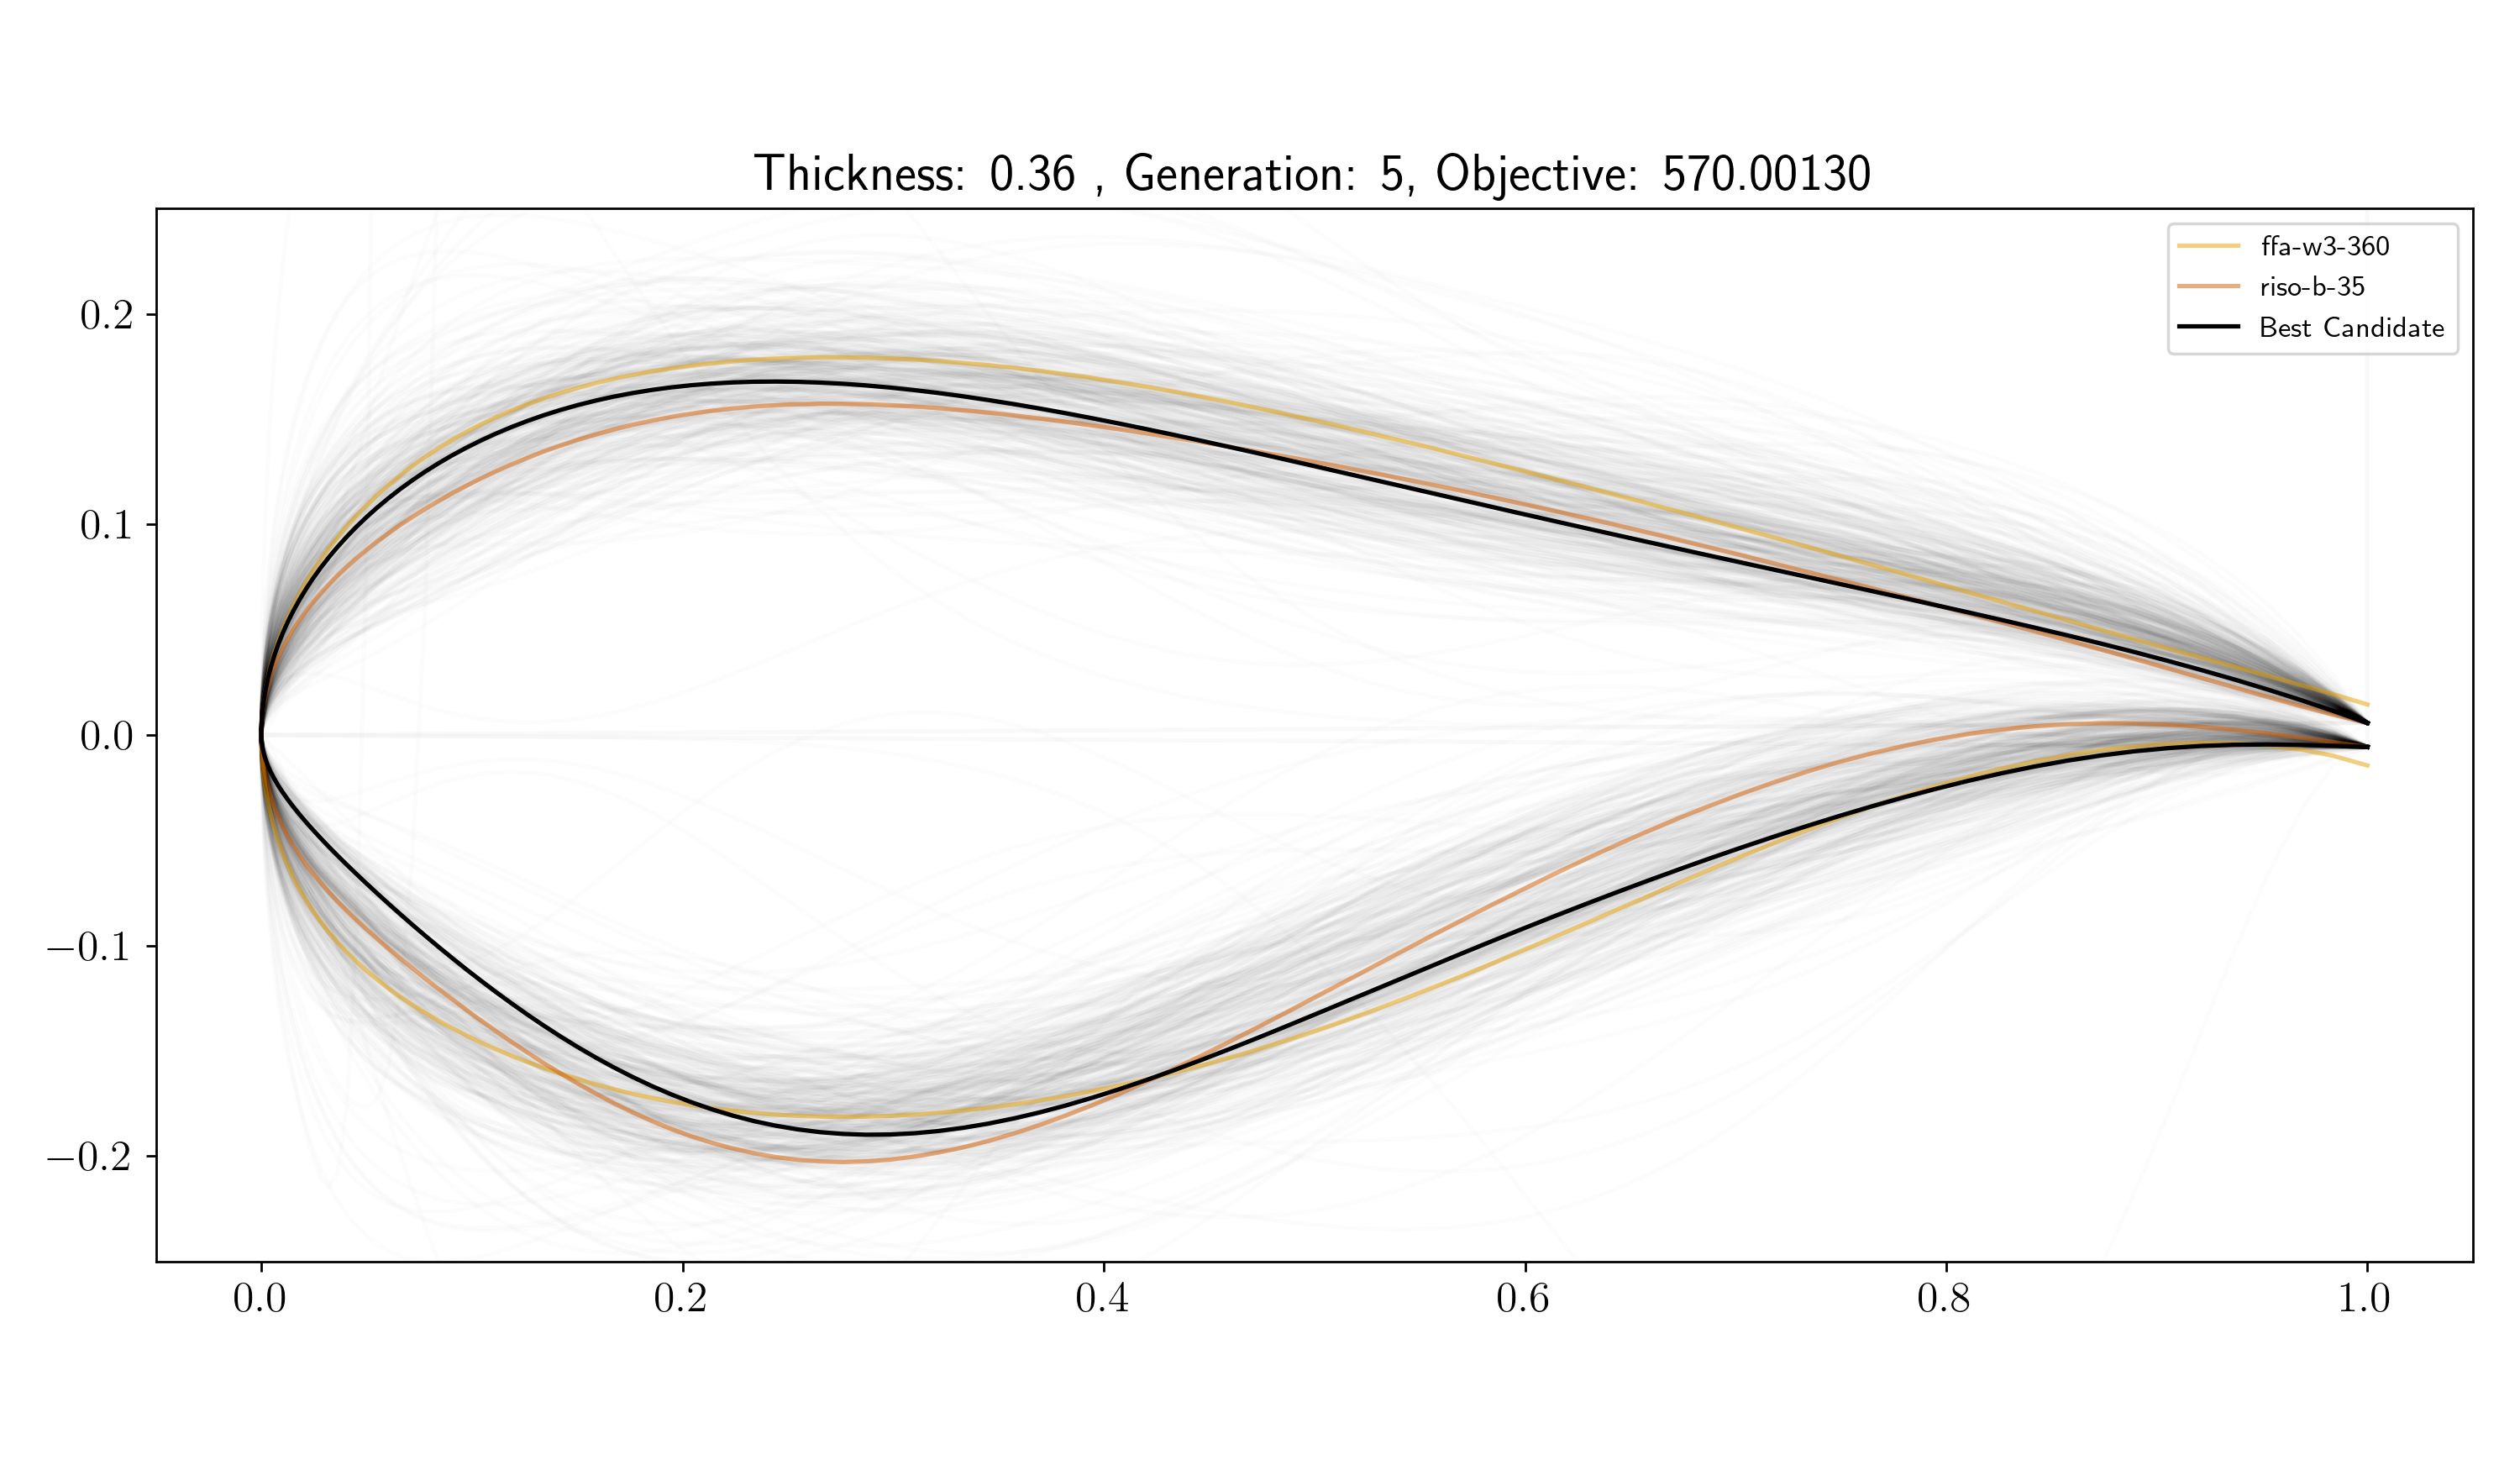 Thickness: 0.36 , Generation: 5, Objective: 570.00130
ffa-w3-360
riso-b-35
Best Candidate
0.2
0.1
0.0
−0.1
−0.2
0.0 0.2 0.4 0.6 0.8 1.0